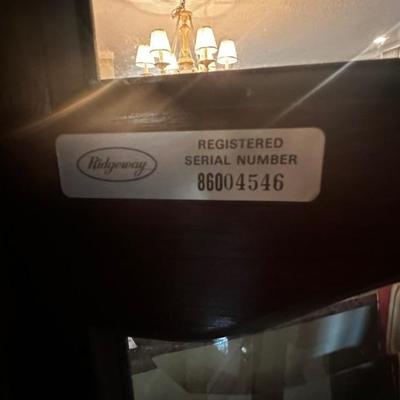 Ridgeway
REGISTERED
SERIAL NUMBER
86004546